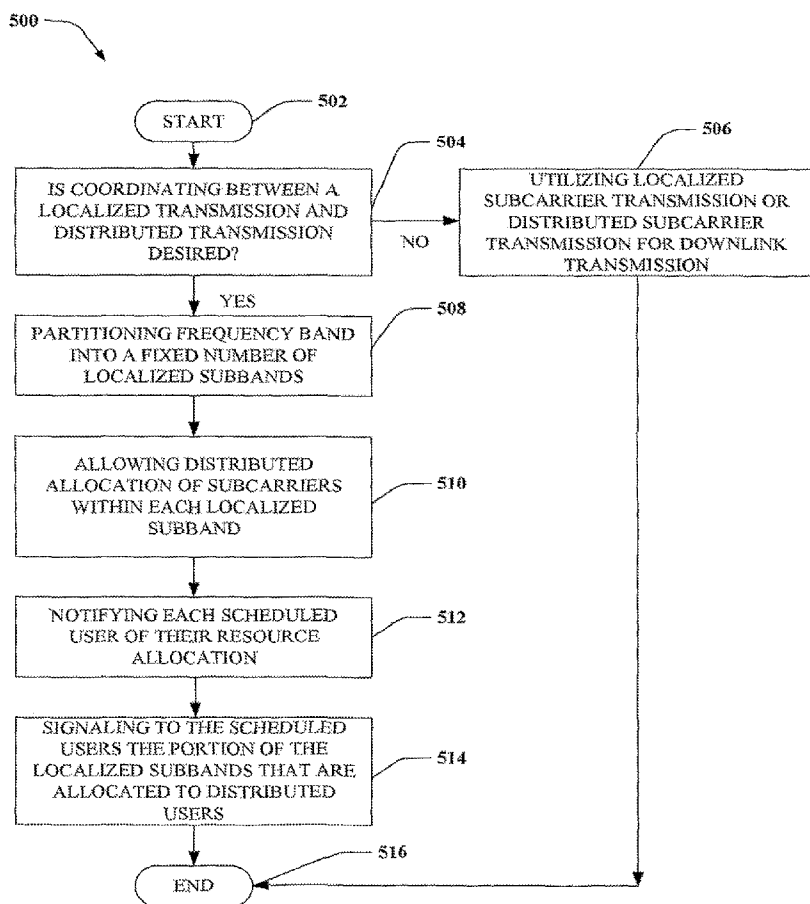 500
502
START
504
506
IS COORDINATING BETWEEN A
LOCALIZED TRANSMISSION AND
DISTRIBUTED TRANSMISSION
DESIRED?
NO
UTILIZING LOCALIZED
SUBCARRIER TRANSMISSION OR
DISTRIBUTED SUBCARRIER
TRANSMISSION FOR DOWNLINK
TRANSMISSION
YES
508
PARTITIONING FREQUENCY BAND
INTO A FIXED NUMBER OF
LOCALIZED SUBBANDS
ALLOWING DISTRIBUTED
ALLOCATION OF SUBCARRIERS
WITHIN EACH LOCALIZED
SUBBAND
510
NOTIFYING EACH SCHEDULED
USER OF THEIR RESOURCE
ALLOCATION
512
SIGNALING TO THE SCHEDULED
USERS THE PORTION OF THE
LOCALIZED SUBBANDS THAT ARE
ALLOCATED TO DISTRIBUTED
USERS
514
516
END